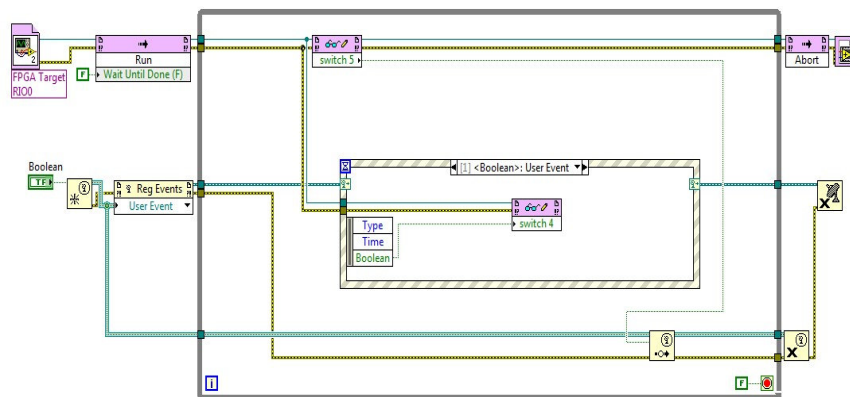 2
FPGA Target
RIO0
Run
F
Wait Until Done (F)
switch 5
Abort
Boolean
TF
Reg Events
User Event
[1] <Boolean>: User Event
Type
Time
Boolean
switch 4
i
F